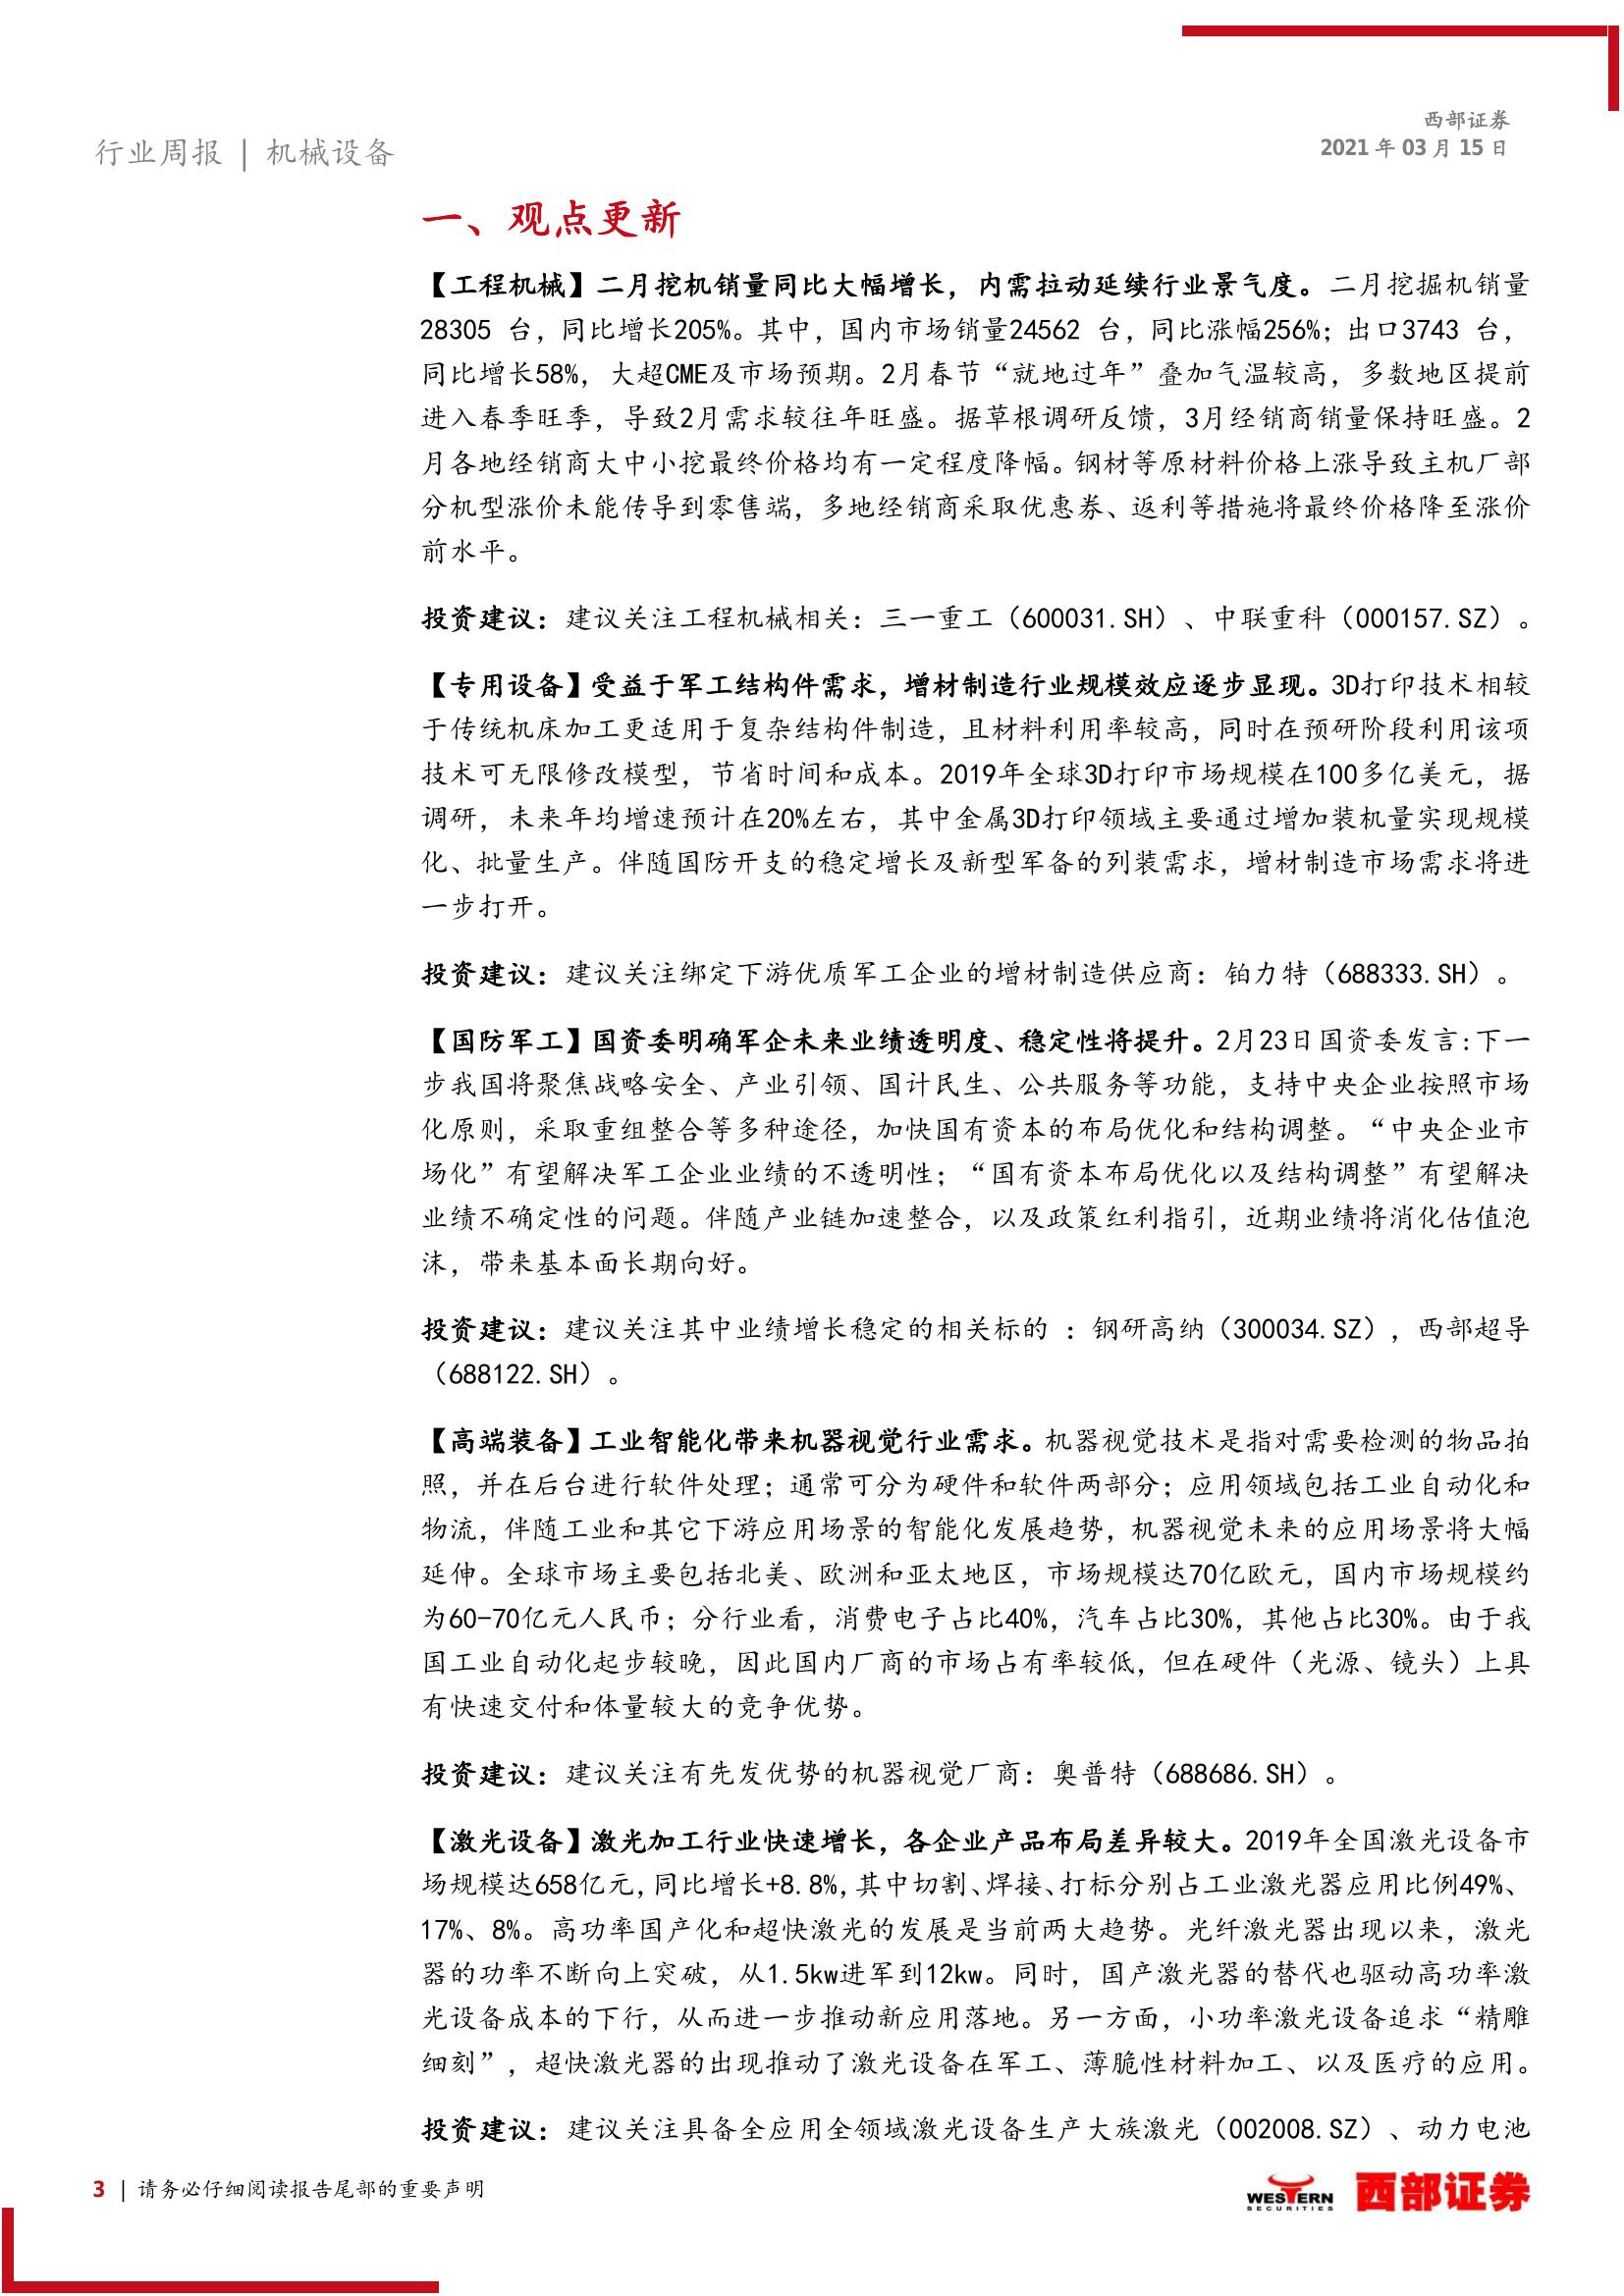 西部证券
行业周报 | 机械设备
2021 年 03 月 15 日
一、观点更新
【工程机械】二月挖机销量同比大幅增长，内需拉动延续行业景气度。二月挖掘机销量
28305 台，同比增长205%。其中，国内市场销量24562 台，同比涨幅256%；出口3743 台，
同比增长58%，大超CME及市场预期。2月春节“就地过年”叠加气温较高，多数地区提前
进入春季旺季，导致2月需求较往年旺盛。据草根调研反馈，3月经销商销量保持旺盛。2
月各地经销商大中小挖最终价格均有一定程度降幅。钢材等原材料价格上涨导致主机厂部
分机型涨价未能传导到零售端，多地经销商采取优惠券、返利等措施将最终价格降至涨价
前水平。
投资建议：建议关注工程机械相关：三一重工（600031.SH）、中联重科（000157.SZ）。
【专用设备】受益于军工结构件需求，增材制造行业规模效应逐步显现。3D打印技术相较
于传统机床加工更适用于复杂结构件制造，且材料利用率较高，同时在预研阶段利用该项
技术可无限修改模型，节省时间和成本。2019年全球3D打印市场规模在100多亿美元，据
调研，未来年均增速预计在20%左右，其中金属3D打印领域主要通过增加装机量实现规模
化、批量生产。伴随国防开支的稳定增长及新型军备的列装需求，增材制造市场需求将进
一步打开。
投资建议：建议关注绑定下游优质军工企业的增材制造供应商：铂力特（688333.SH）。
【国防军工】国资委明确军企未来业绩透明度、稳定性将提升。2月23日国资委发言:下一
步我国将聚焦战略安全、产业引领、国计民生、公共服务等功能，支持中央企业按照市场
化原则，采取重组整合等多种途径，加快国有资本的布局优化和结构调整。“中央企业市
场化”有望解决军工企业业绩的不透明性；“国有资本布局优化以及结构调整”有望解决
业绩不确定性的问题。伴随产业链加速整合，以及政策红利指引，近期业绩将消化估值泡
沫，带来基本面长期向好。
投资建议：建议关注其中业绩增长稳定的相关标的 ：钢研高纳（300034.SZ），西部超导
（688122.SH）。
【高端装备】工业智能化带来机器视觉行业需求。机器视觉技术是指对需要检测的物品拍
照，并在后台进行软件处理；通常可分为硬件和软件两部分；应用领域包括工业自动化和
物流，伴随工业和其它下游应用场景的智能化发展趋势，机器视觉未来的应用场景将大幅
延伸。全球市场主要包括北美、欧洲和亚太地区，市场规模达70亿欧元，国内市场规模约
为60-70亿元人民币；分行业看，消费电子占比40%，汽车占比30%，其他占比30%。由于我
国工业自动化起步较晚，因此国内厂商的市场占有率较低，但在硬件（光源、镜头）上具
有快速交付和体量较大的竞争优势。
投资建议：建议关注有先发优势的机器视觉厂商：奥普特（688686.SH）。
【激光设备】激光加工行业快速增长，各企业产品布局差异较大。2019年全国激光设备市
场规模达658亿元,同比增长+8.8%,其中切割、焊接、打标分别占工业激光器应用比例49%、
17%、8%。高功率国产化和超快激光的发展是当前两大趋势。光纤激光器出现以来，激光
器的功率不断向上突破，从1.5kw进军到12kw。同时，国产激光器的替代也驱动高功率激
光设备成本的下行，从而进一步推动新应用落地。另一方面，小功率激光设备追求“精雕
细刻”，超快激光器的出现推动了激光设备在军工、薄脆性材料加工、以及医疗的应用。
投资建议：建议关注具备全应用全领域激光设备生产大族激光（002008.SZ）、动力电池
3 | 请务必仔细阅读报告尾部的重要声明
WESTERN
SECURITIES
西部证券